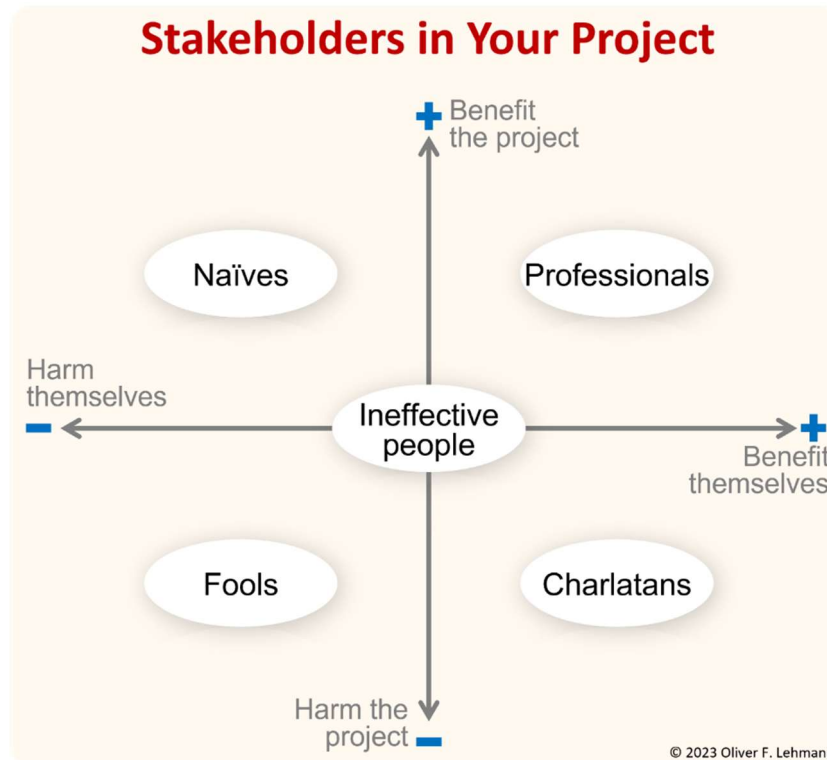 Stakeholders in Your Project
+ Benefit
the project
Naïves
Professionals
Harm
themselves
Ineffective
people
Benefit
themselves
Fools
Charlatans
Harm the
project
© 2023 Oliver F. Lehman